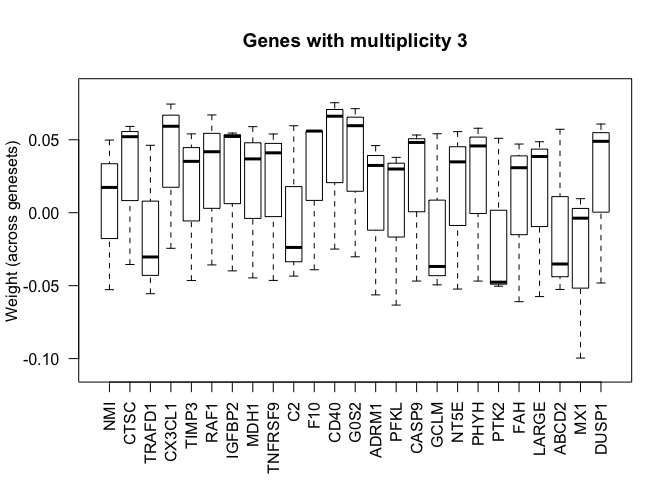 Genes with multiplicity 3
Weight (across genesets)
0.05
0.00
-0.05
-0.10
NMI
CTSC
TRAFD1
CX3CL1
TIMP3
RAF1
IGFBP2
MDH1
TNFRSF9
C2
F10
CD40
G0S2
ADRM1
PFKL
CASP9
GCLM
NT5E
PHYH
PTK2
FAH
LARGE
ABCD2
MX1
DUSP1